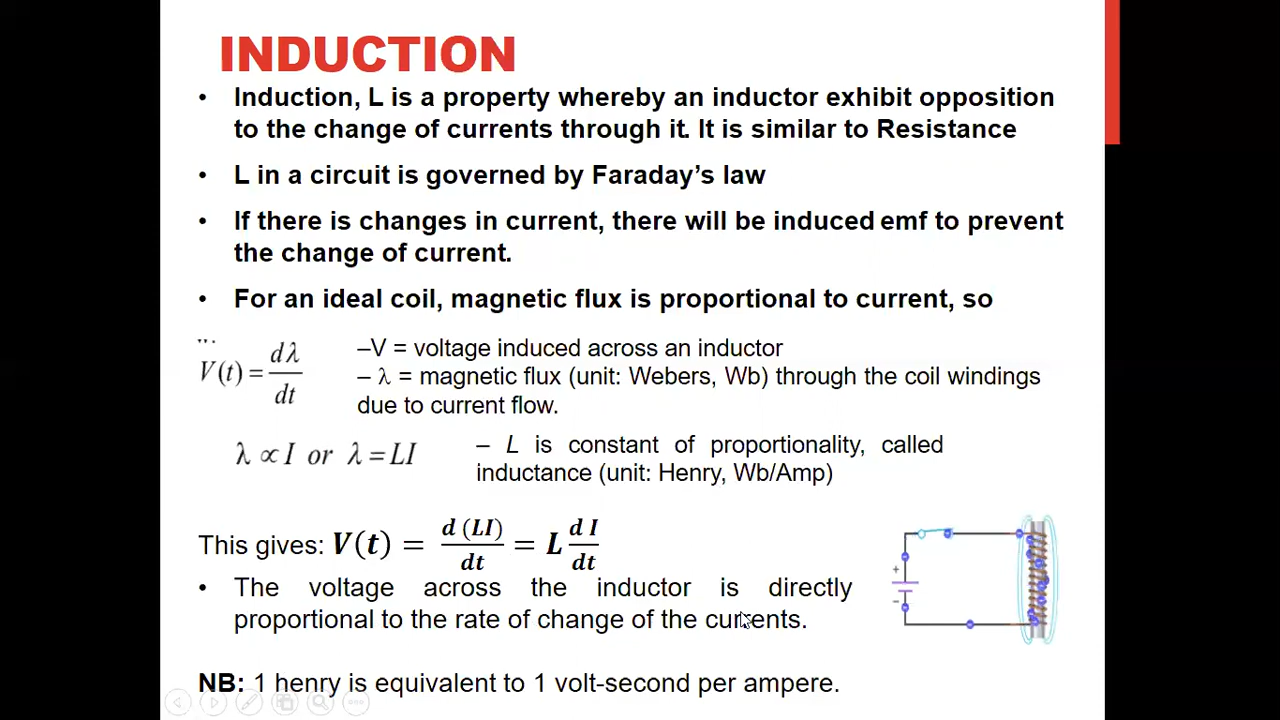 INDUCTION
• Induction, L is a property whereby an inductor exhibit opposition
to the change of currents through it. It is similar to Resistance
• L in a circuit is governed by Faraday's law
• If there is changes in current, there will be induced emf to prevent
the change of current.
• For an ideal coil, magnetic flux is proportional to current, so
V(t) = dλ/dt
–V = voltage induced across an inductor
– λ = magnetic flux (unit: Webers, Wb) through the coil windings
due to current flow.
λ ∝ I or λ = LI
– L is constant of proportionality, called
inductance (unit: Henry, Wb/Amp)
This gives: V(t) = d (LI)/dt = L d I/dt
• The voltage across the inductor is directly
proportional to the rate of change of the currents.
+
−
NB: 1 henry is equivalent to 1 volt-second per ampere.